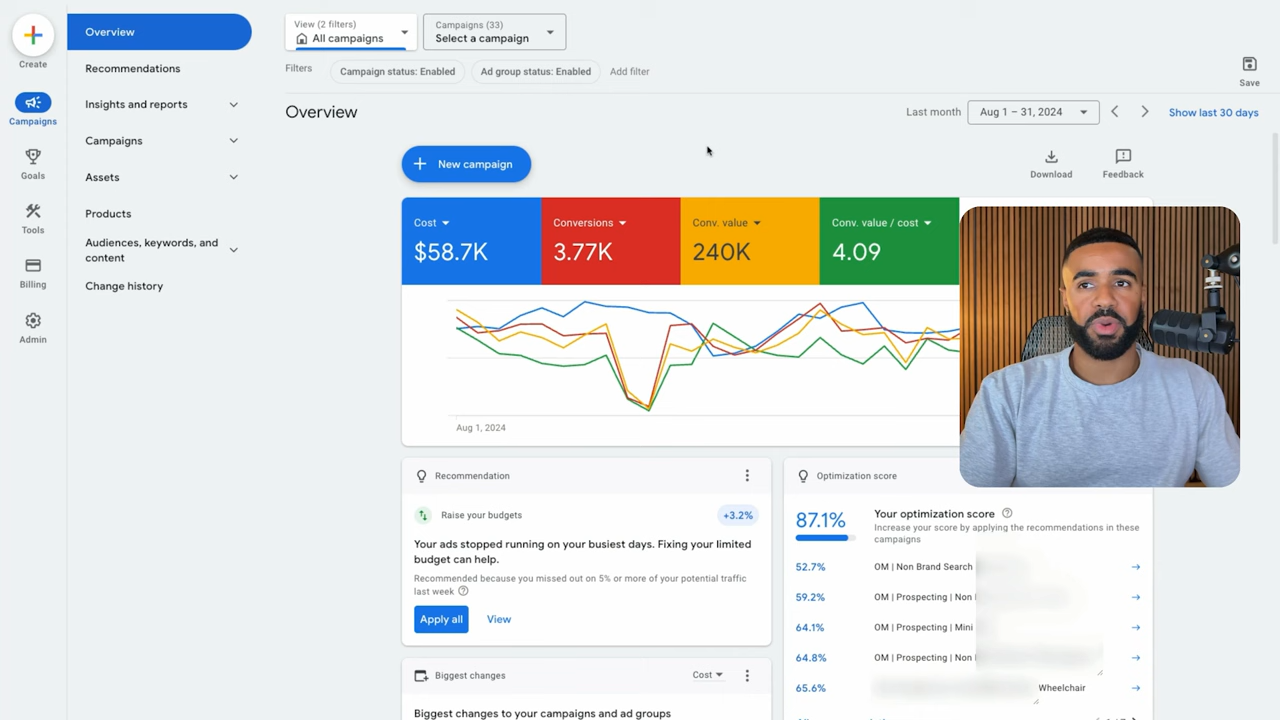 Create
Campaigns
Goals
Tools
Billing
Admin
Overview
Recommendations
Insights and reports
Campaigns
Assets
Products
Audiences, keywords, and
content
Change history
View (2 filters)
All campaigns
Campaigns (33)
Select a campaign
Filters
Campaign status: Enabled
Ad group status: Enabled
Add filter
Save
Overview
Last month
Aug 1 – 31, 2024
Show last 30 days
New campaign
Download
Feedback
Cost
$58.7K
Conversions
3.77K
Conv. value
240K
Conv. value / cost
4.09
Aug 1, 2024
Recommendation
Raise your budgets
+3.2%
Your ads stopped running on your busiest days. Fixing your limited
budget can help.
Recommended because you missed out on 5% or more of your potential traffic
last week
Apply all
View
Biggest changes
Cost
Biggest changes to your campaigns and ad groups
Optimization score
87.1%
Your optimization score
Increase your score by applying the recommendations in these
campaigns
52.7%
OM | Non Brand Search
59.2%
OM | Prospecting | Non
64.1%
OM | Prospecting | Mini
64.8%
OM | Prospecting | Non
65.6%
Wheelchair